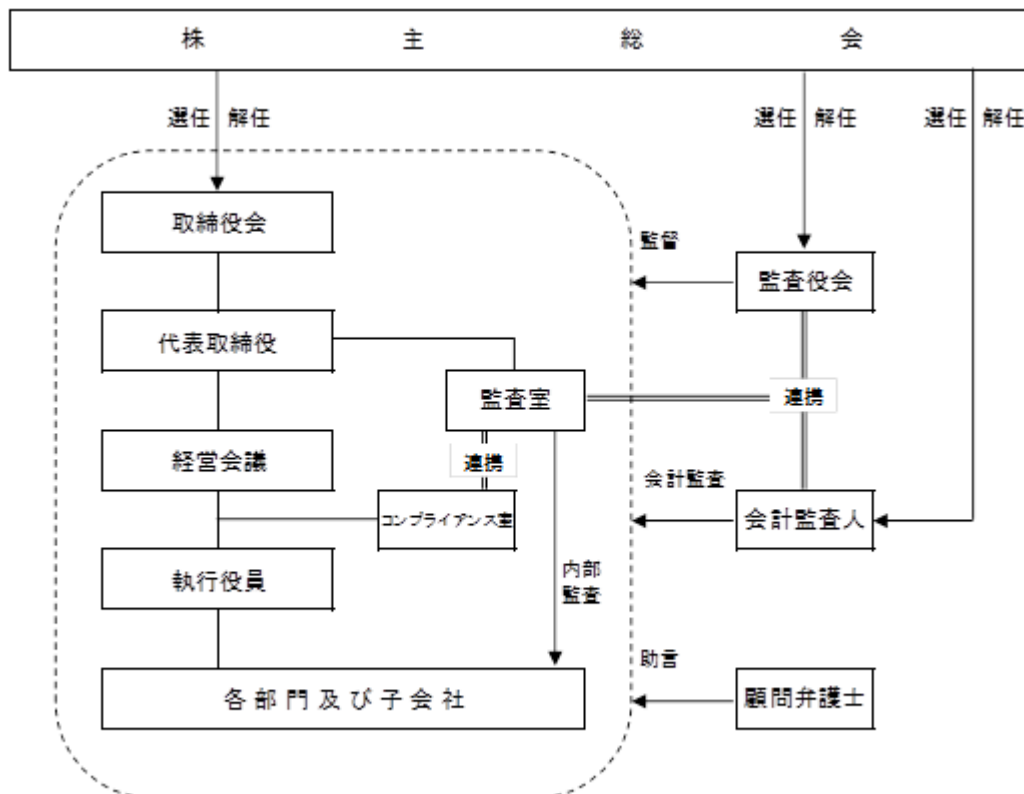 株主総会
選任 解任
選任 解任
選任 解任
取締役会
監督
監査役会
代表取締役
監査室
連携
経営会議
連携
会計監査
コンプライアンス室
会計監査人
執行役員
内部
監査
助言
各部門及び子会社
顧問弁護士